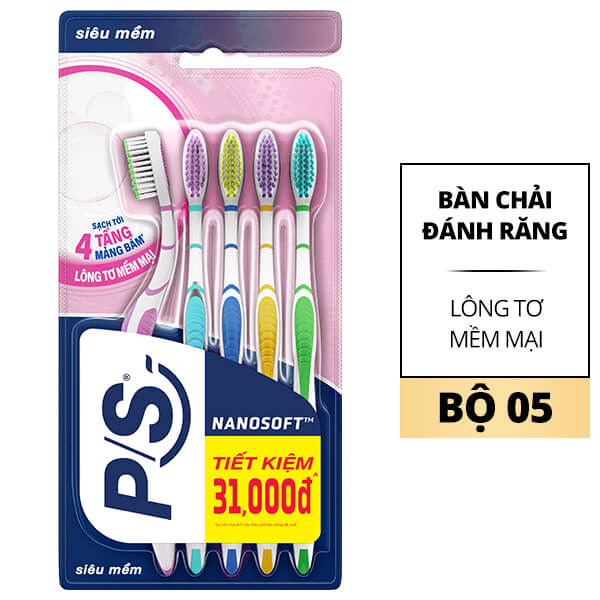 siêu mềm
SẠCH TỚI
4 TẦNG
MẢNG BÁM*
LÔNG TƠ MỀM MẠI
P/S®
NANOSOFT™
TIẾT KIỆM
31,000đ^
siêu mềm
BÀN CHẢI
ĐÁNH RĂNG
LÔNG TƠ
MỀM MẠI
BỘ 05